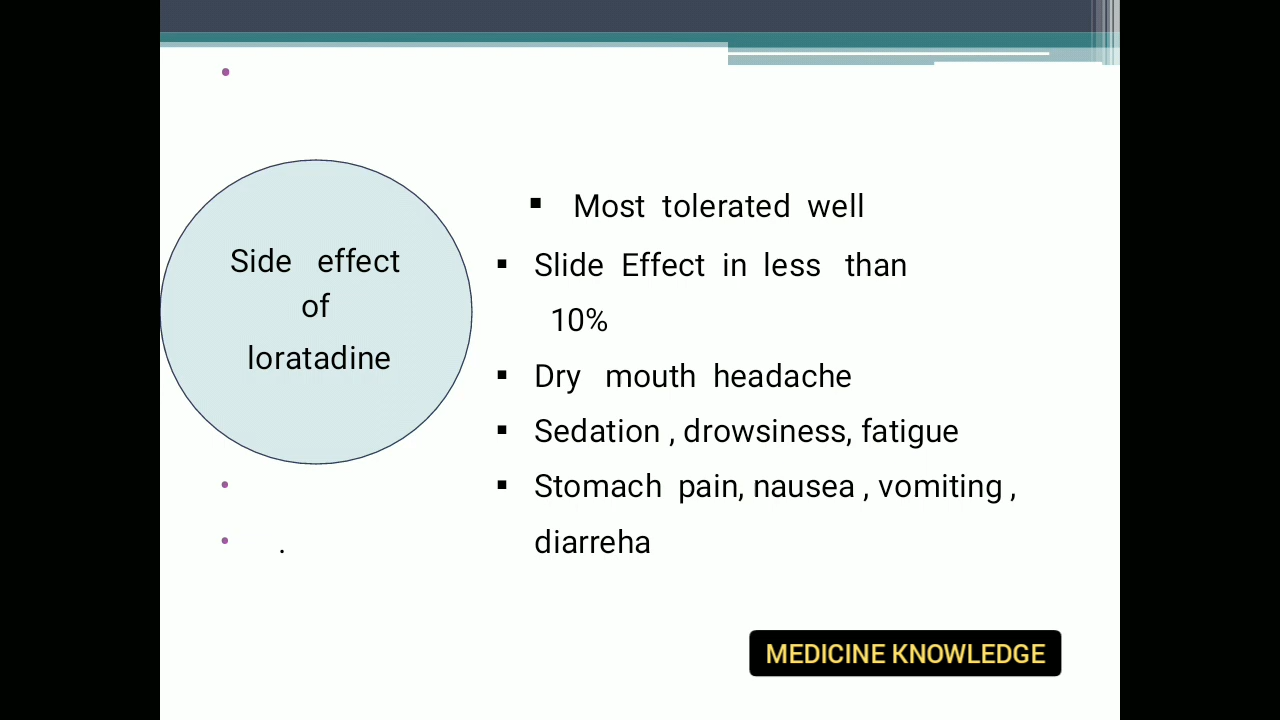 Side effect
of
loratadine
Most tolerated well
Slide Effect in less than
10%
Dry mouth headache
Sedation , drowsiness, fatigue
Stomach pain, nausea , vomiting ,
diarreha
.
MEDICINE KNOWLEDGE